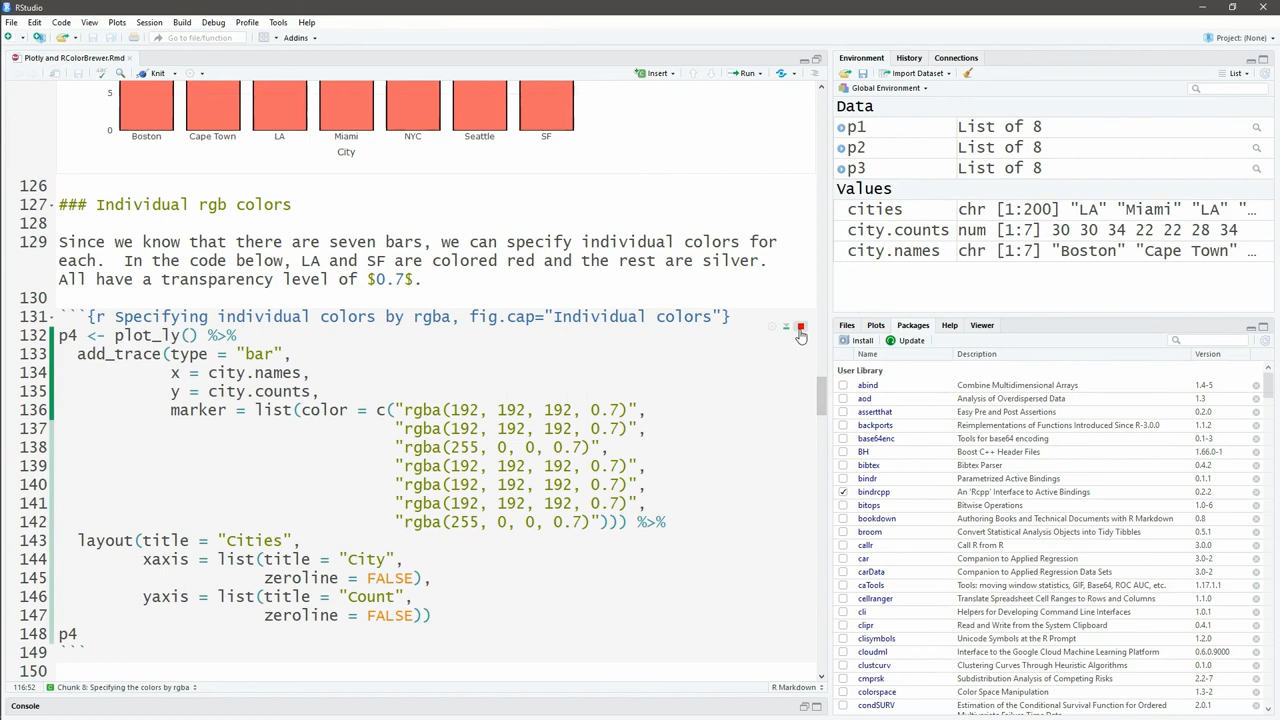 RStudio
File Edit Code View Plots Session Build Debug Profile Tools Help
Go to file/function Addins Project: (None)
Plotly and RColorBrewer.Rmd
Knit Insert Run
5
0
Boston Cape Town LA Miami NYC Seattle SF
City
126
127 ### Individual rgb colors
128
129 Since we know that there are seven bars, we can specify individual colors for
each. In the code below, LA and SF are colored red and the rest are silver.
All have a transparency level of $0.7$.
130
131 ```{r Specifying individual colors by rgba, fig.cap="Individual colors"}
132 p4 <- plot_ly() %>%
133 add_trace(type = "bar",
134 x = city.names,
135 y = city.counts,
136 marker = list(color = c("rgba(192, 192, 192, 0.7)",
137 "rgba(192, 192, 192, 0.7)",
138 "rgba(255, 0, 0, 0.7)",
139 "rgba(192, 192, 192, 0.7)",
140 "rgba(192, 192, 192, 0.7)",
141 "rgba(192, 192, 192, 0.7)",
142 "rgba(255, 0, 0, 0.7)"))) %>%
143 layout(title = "Cities",
144 xaxis = list(title = "City",
145 zeroline = FALSE),
146 yaxis = list(title = "Count",
147 zeroline = FALSE))
148 p4
149 ```
150
116:52 Chunk 8: Specifying the colors by rgba R Markdown
Console
Environment History Connections
Import Dataset List
Global Environment
Data
p1 List of 8
p2 List of 8
p3 List of 8
Values
cities chr [1:200] "LA" "Miami" "LA" "…
city.counts num [1:7] 30 30 34 22 22 28 34
city.names chr [1:7] "Boston" "Cape Town" …
Files Plots Packages Help Viewer
Install Update
Name Description Version
User Library
abind Combine Multidimensional Arrays 1.4-5
aod Analysis of Overdispersed Data 1.3
assertthat Easy Pre and Post Assertions 0.2.0
backports Reimplementations of Functions Introduced Since R-3.0.0 1.1.2
base64enc Tools for base64 encoding 0.1-3
BH Boost C++ Header Files 1.66.0-1
bibtex Bibtex Parser 0.4.2
bindr Parametrized Active Bindings 0.1.1
bindrcpp An 'Rcpp' Interface to Active Bindings 0.2.2
bitops Bitwise Operations 1.0-6
bookdown Authoring Books and Technical Documents with R Markdown 0.8
broom Convert Statistical Analysis Objects into Tidy Tibbles 0.5.1
callr Call R from R 3.0.0
car Companion to Applied Regression 3.0-2
carData Companion to Applied Regression Data Sets 3.0-2
caTools Tools: moving window statistics, GIF, Base64, ROC AUC, etc. 1.17.1.1
cellranger Translate Spreadsheet Cell Ranges to Rows and Columns 1.1.0
cli Helpers for Developing Command Line Interfaces 1.0.1
clipr Read and Write from the System Clipboard 0.4.1
clisymbols Unicode Symbols at the R Prompt 1.2.0
cloudml Interface to the Google Cloud Machine Learning Platform 0.6.0.9000
clustcurv Clustering Curves Through Heuristic Algorithms 0.1.0
cmprsk Subdistribution Analysis of Competing Risks 2.2-7
colorspace Color Space Manipulation 1.3-2
condSURV Estimation of the Conditional Survival Function for Ordered 2.0.1